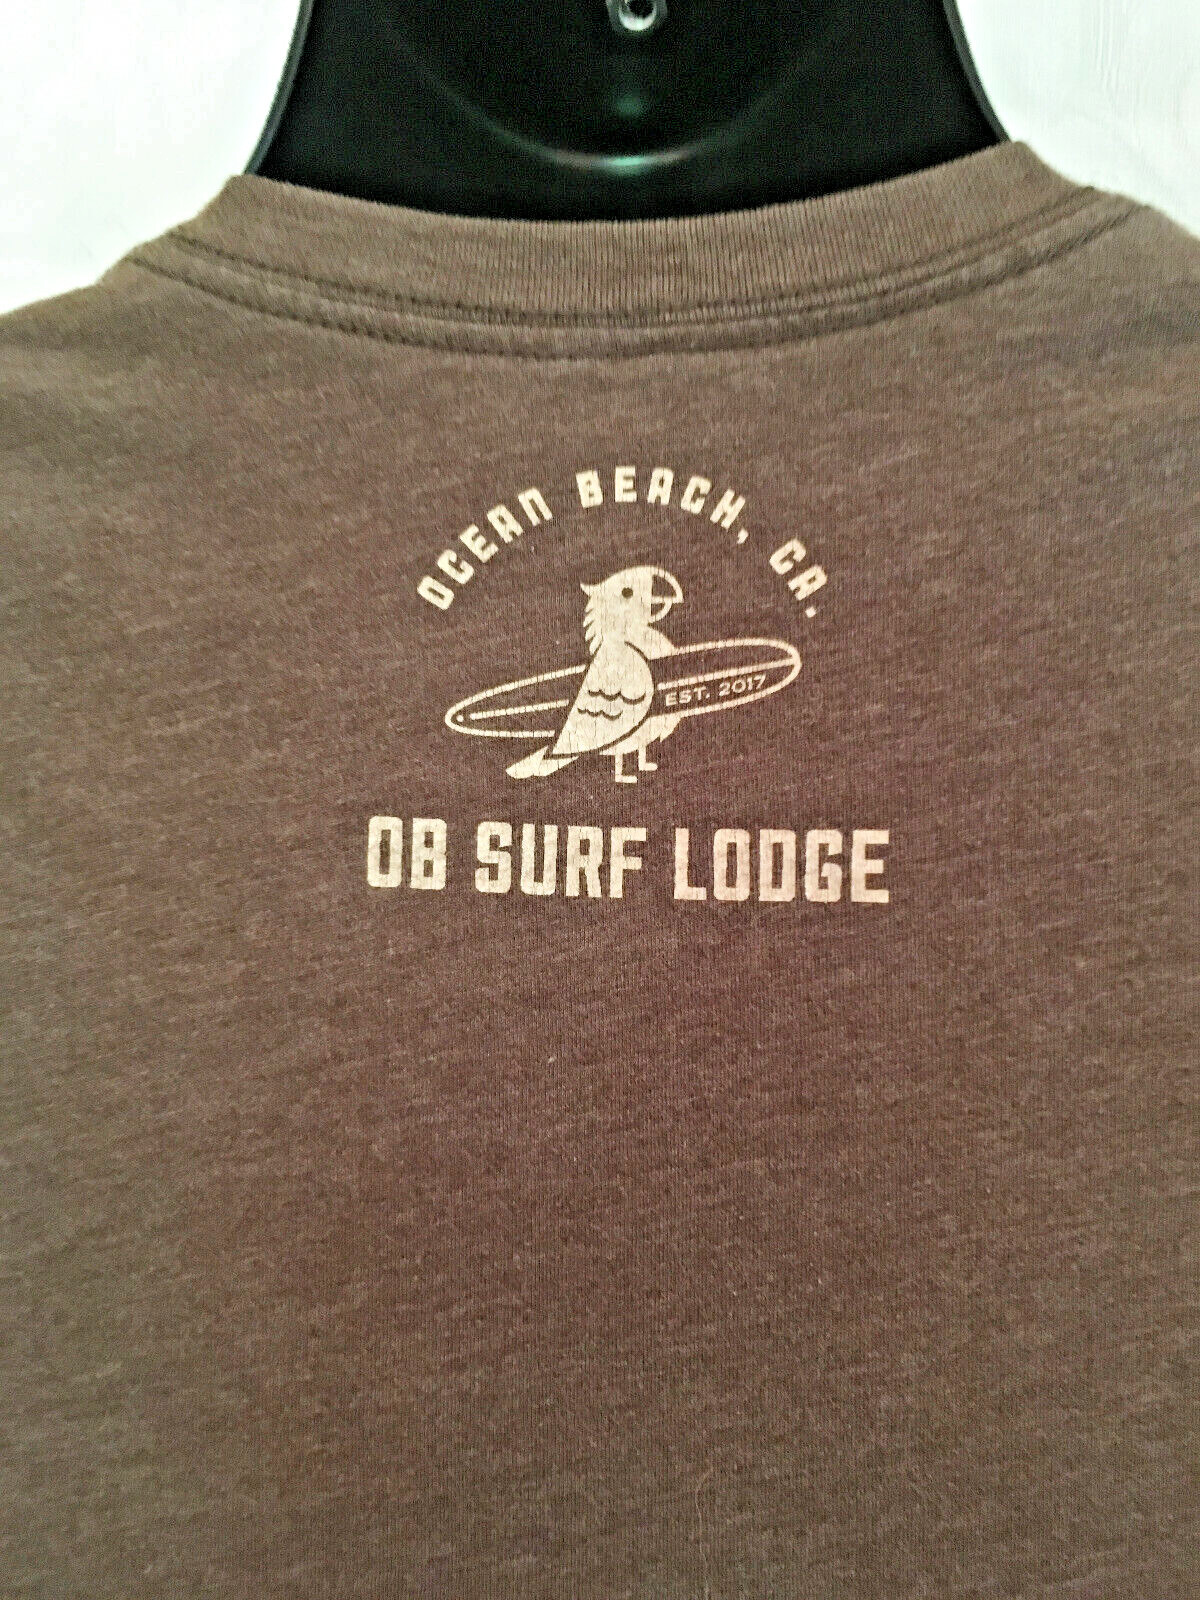 OCEAN BEACH, CA.
EST. 2017
OB SURF LODGE